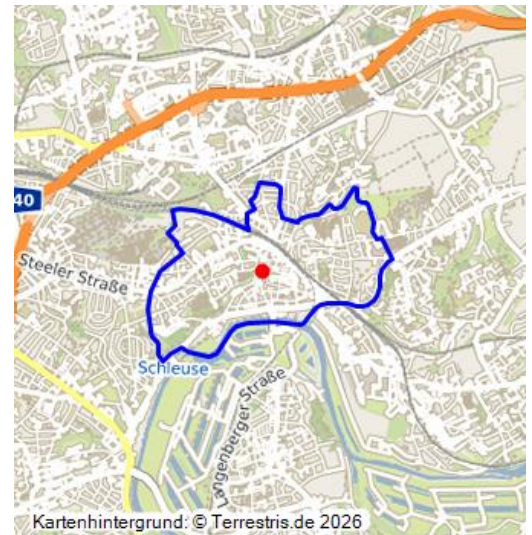 40
Steeler Straße
Schleuse
Langenberger Straße
Kartenhintergrund: © Terrestris.de 2026